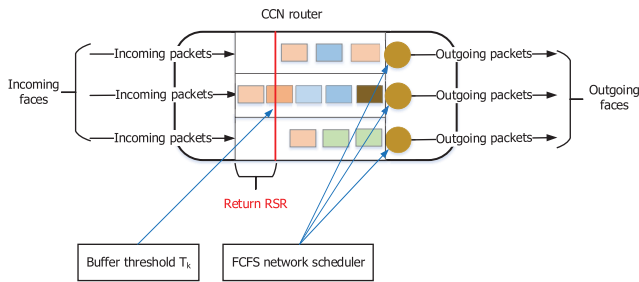 CCN router
Incoming packets
Outgoing packets
Incoming faces
Incoming packets
Outgoing packets
Outgoing faces
Incoming packets
Outgoing packets
Return RSR
Buffer threshold Tk
FCFS network scheduler